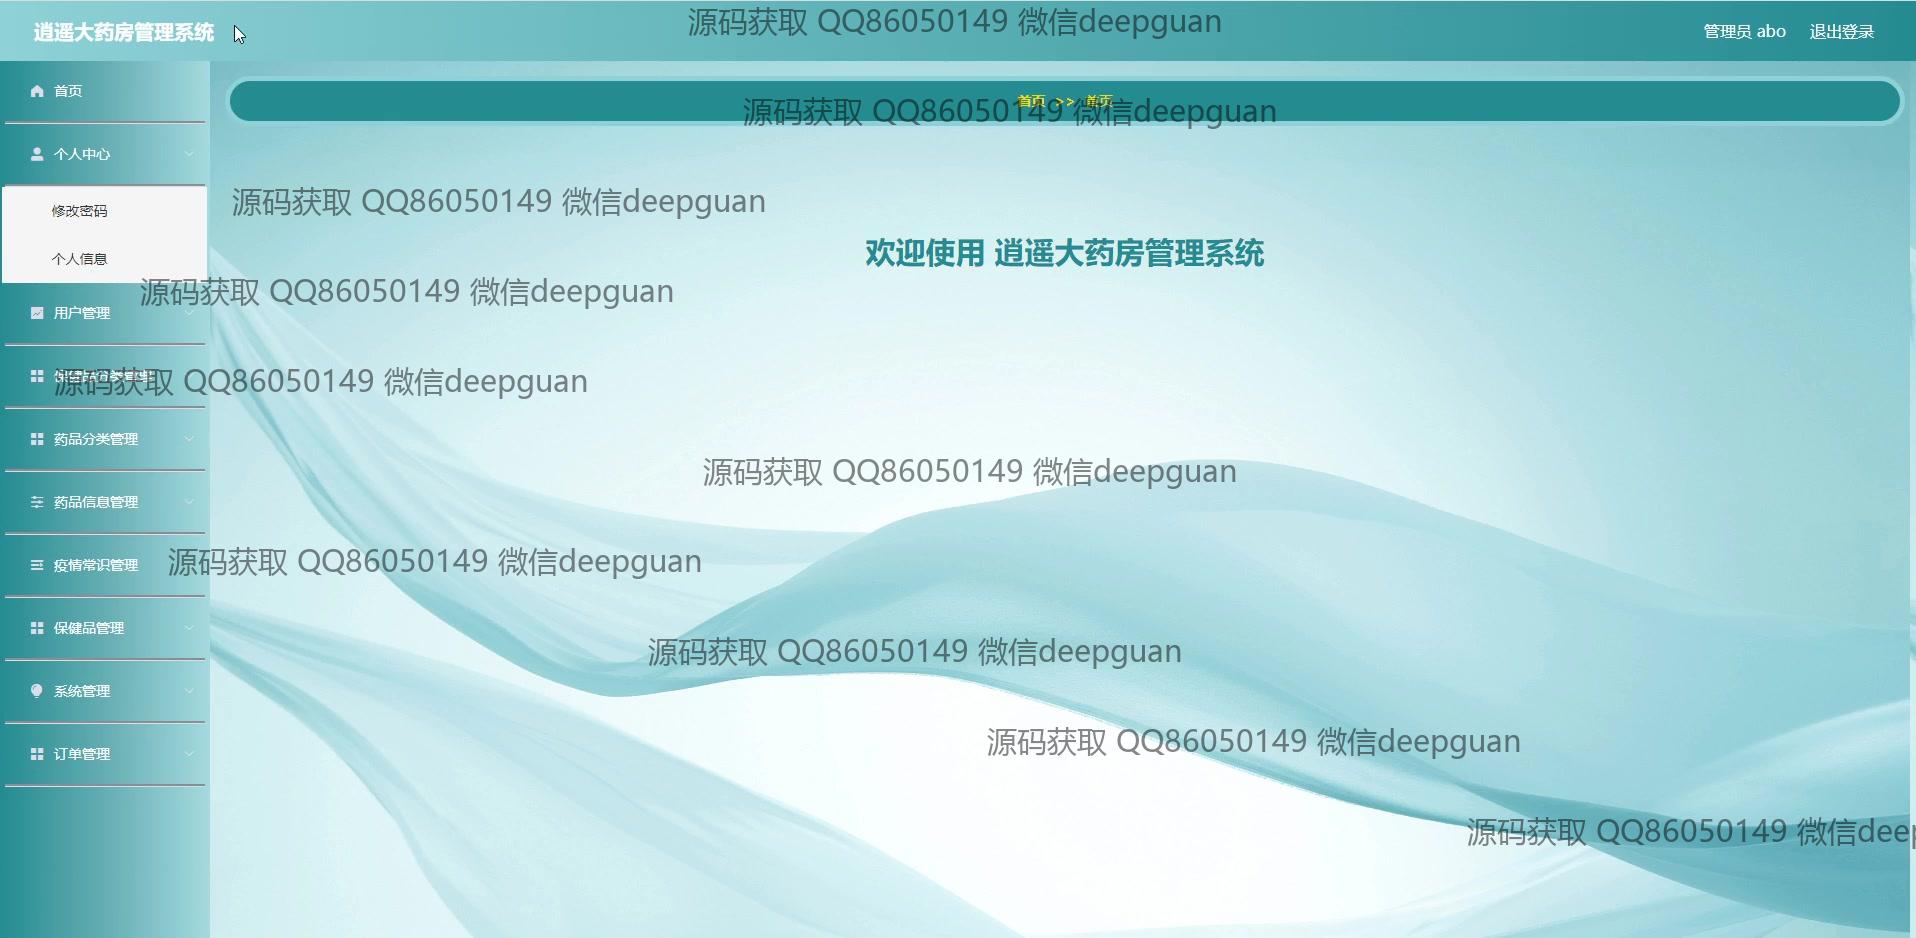 逍遥大药房管理系统
源码获取 QQ86050149 微信deepguan
管理员 abo
退出登录
首页
首页 >> 首页
源码获取 QQ86050149 微信deepguan
个人中心
修改密码
源码获取 QQ86050149 微信deepguan
欢迎使用 逍遥大药房管理系统
个人信息
源码获取 QQ86050149 微信deepguan
用户管理
保健品分类管理
源码获取 QQ86050149 微信deepguan
药品分类管理
源码获取 QQ86050149 微信deepguan
药品信息管理
疫情常识管理
源码获取 QQ86050149 微信deepguan
保健品管理
源码获取 QQ86050149 微信deepguan
系统管理
源码获取 QQ86050149 微信deepguan
订单管理
源码获取 QQ86050149 微信deep